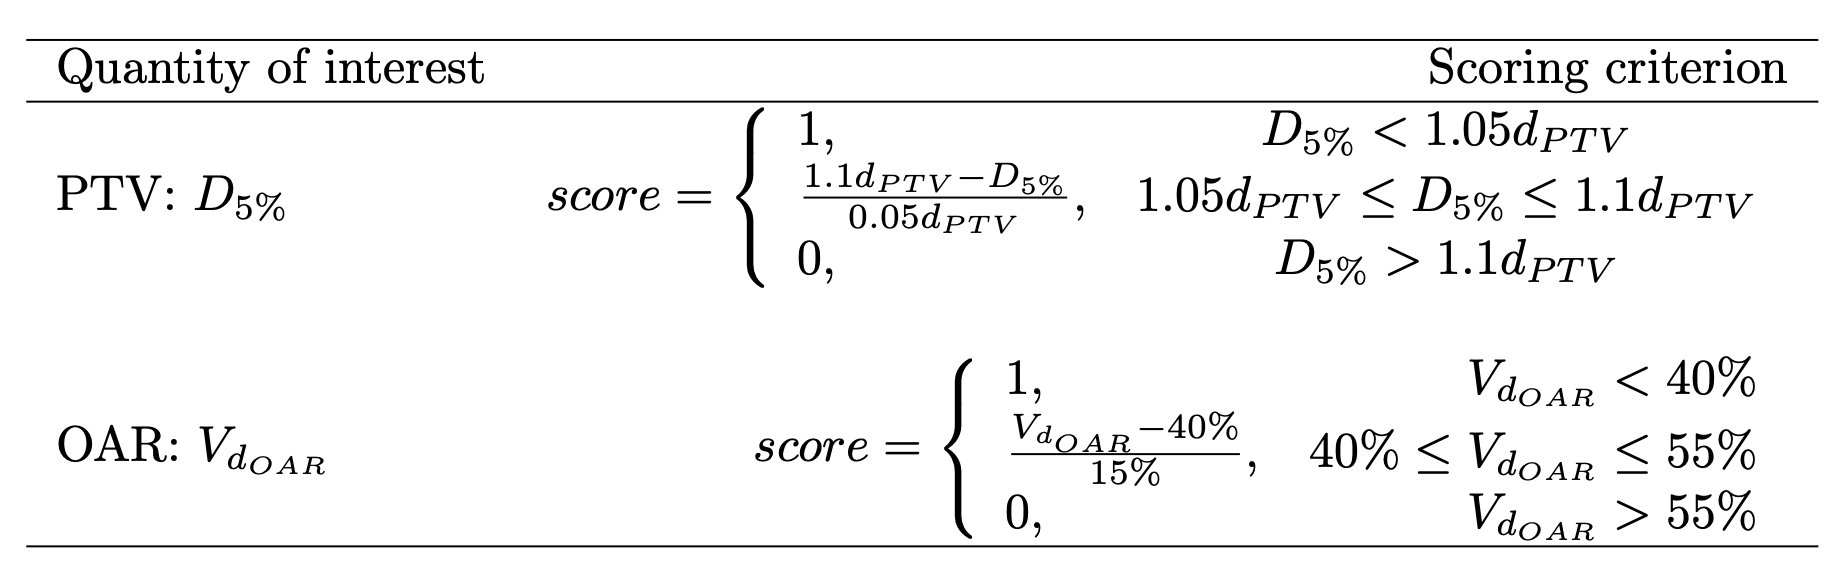 Quantity of interest Scoring criterion
PTV: $D_{5\%}$ $score = \begin{cases} 1, & D_{5\%} < 1.05d_{PTV} \\ \frac{1.1d_{PTV}-D_{5\%}}{0.05d_{PTV}}, & 1.05d_{PTV} \leq D_{5\%} \leq 1.1d_{PTV} \\ 0, & D_{5\%} > 1.1d_{PTV} \end{cases}$
OAR: $V_{d_{OAR}}$ $score = \begin{cases} 1, & V_{d_{OAR}} < 40\% \\ \frac{V_{d_{OAR}}-40\%}{15\%}, & 40\% \leq V_{d_{OAR}} \leq 55\% \\ 0, & V_{d_{OAR}} > 55\% \end{cases}$